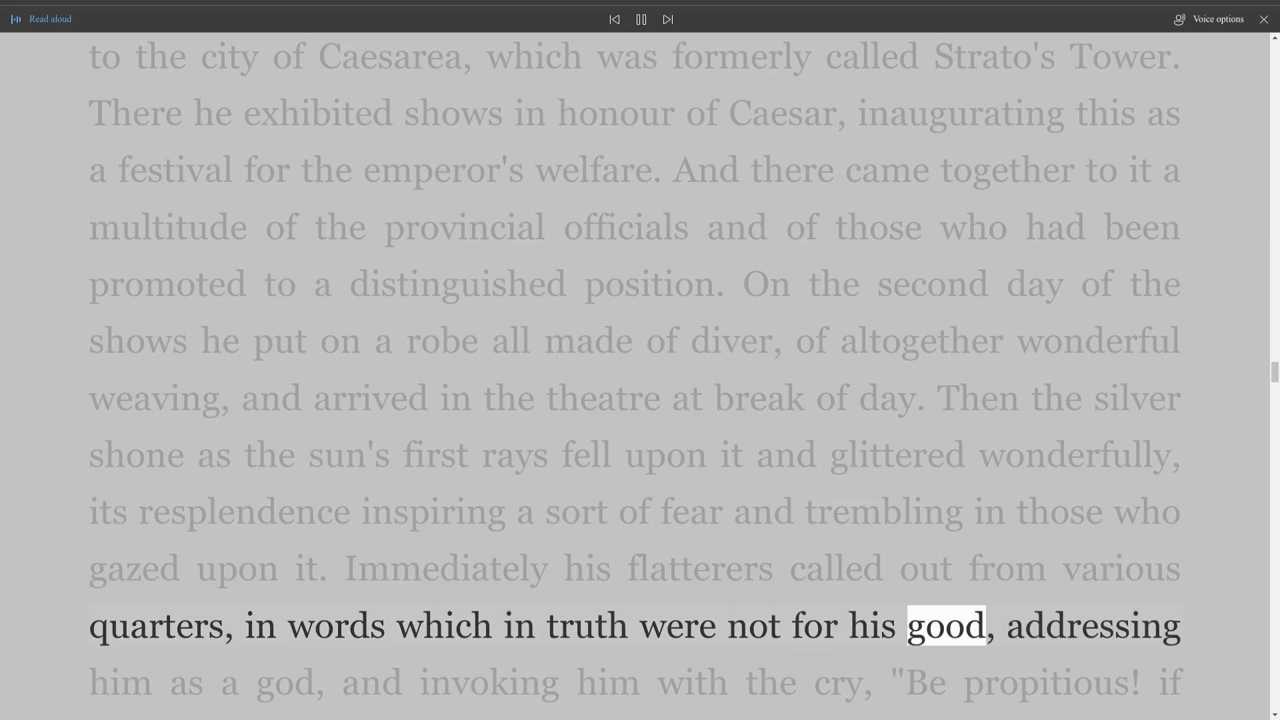 Read aloud
Voice options
to the city of Caesarea, which was formerly called Strato's Tower.
There he exhibited shows in honour of Caesar, inaugurating this as
a festival for the emperor's welfare. And there came together to it a
multitude of the provincial officials and of those who had been
promoted to a distinguished position. On the second day of the
shows he put on a robe all made of diver, of altogether wonderful
weaving, and arrived in the theatre at break of day. Then the silver
shone as the sun's first rays fell upon it and glittered wonderfully,
its resplendence inspiring a sort of fear and trembling in those who
gazed upon it. Immediately his flatterers called out from various
quarters, in words which in truth were not for his good, addressing
him as a god, and invoking him with the cry, "Be propitious! if